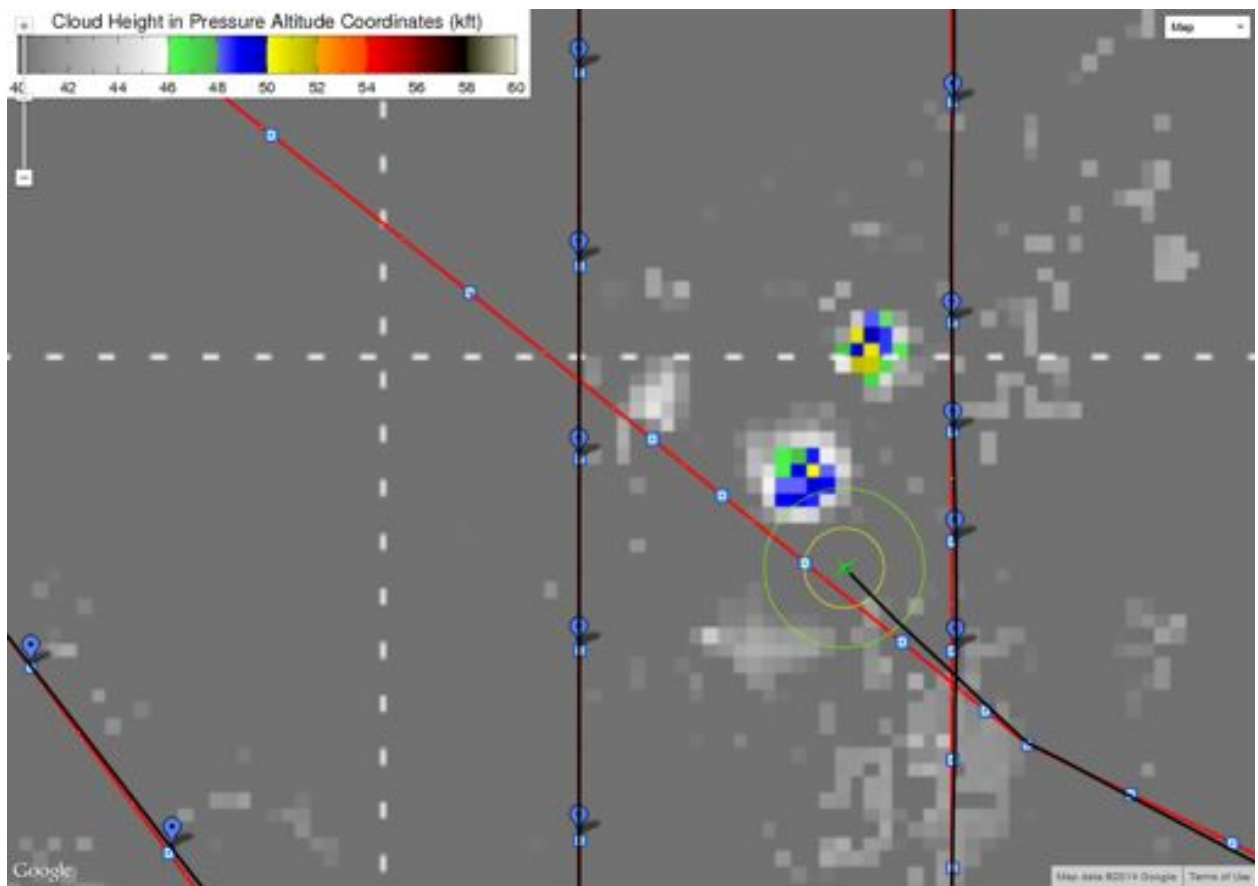 Cloud Height in Pressure Altitude Coordinates (kft)
Map
40 42 44 46 48 50 52 54 56 58 60
Google
Map data ©2014 Google Terms of Use